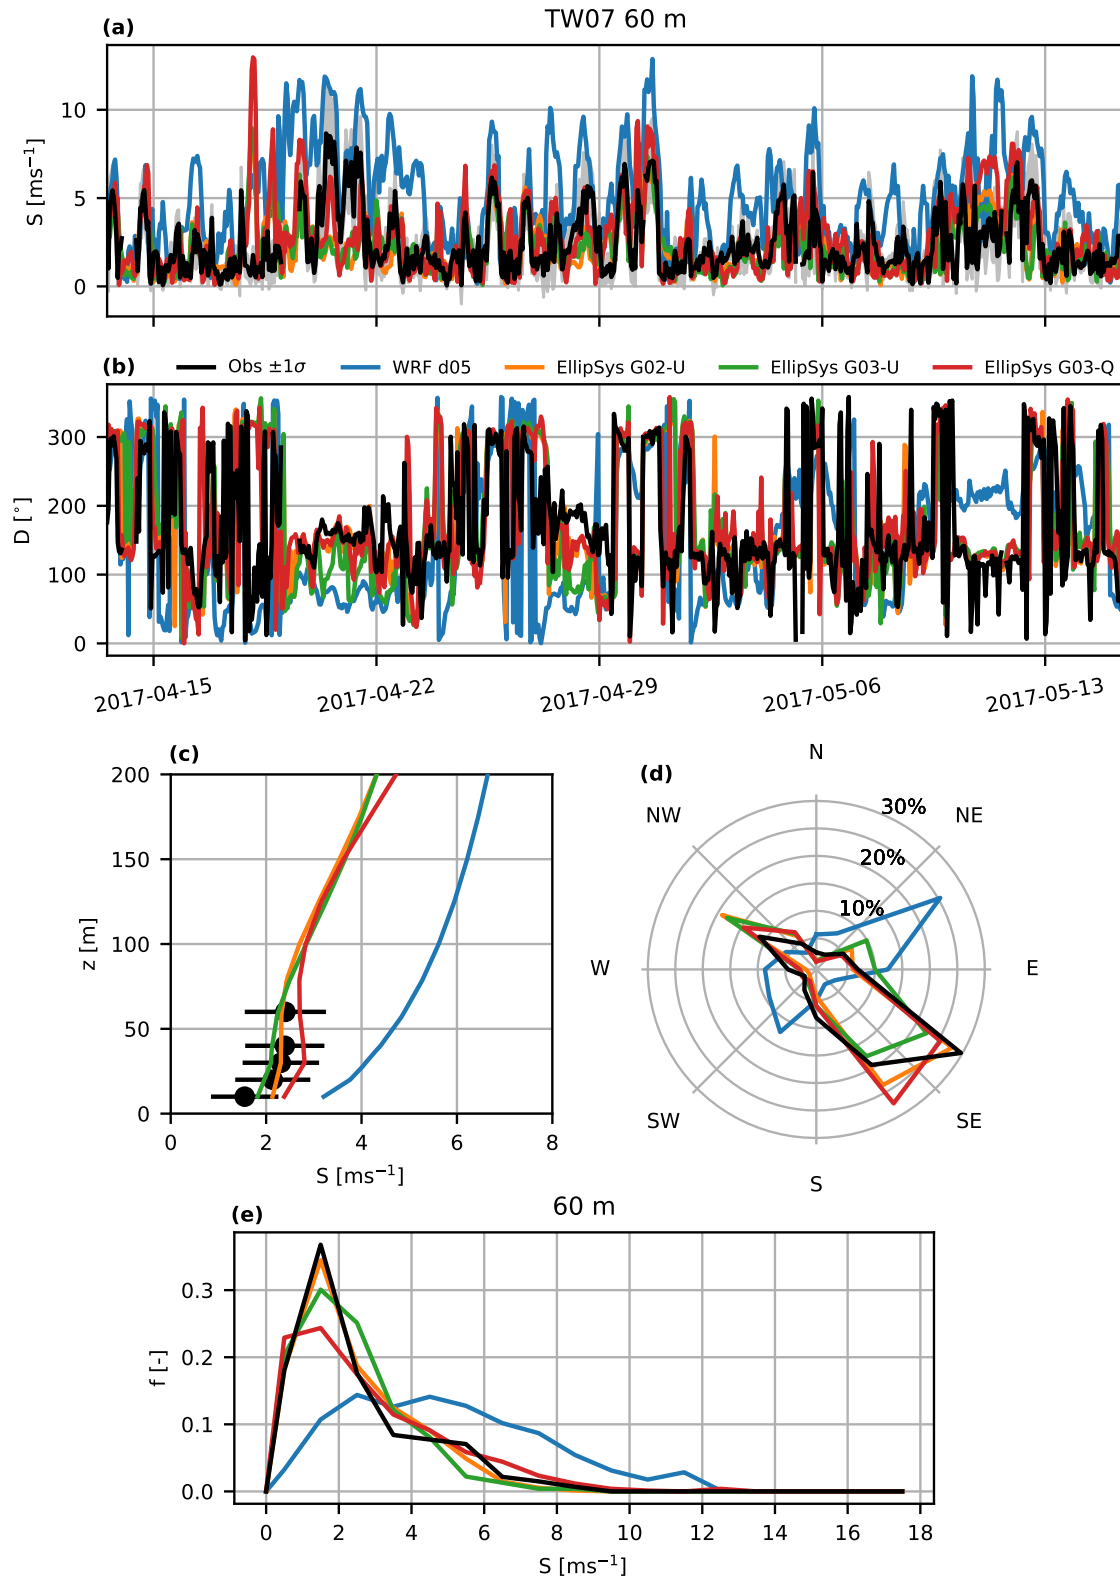 TW07 60 m
(a)
S [ms⁻¹]
10
5
0
(b)
Obs ±1σ
WRF d05
EllipSys G02-U
EllipSys G03-U
EllipSys G03-Q
D [°]
300
200
100
0
2017-04-15
2017-04-22
2017-04-29
2017-05-06
2017-05-13
(c)
z [m]
200
150
100
50
0
0 2 4 6 8
S [ms⁻¹]
(d)
N
NW
NE
30%
20%
10%
W
E
SW
SE
S
(e)
60 m
f [-]
0.3
0.2
0.1
0.0
0 2 4 6 8 10 12 14 16 18
S [ms⁻¹]